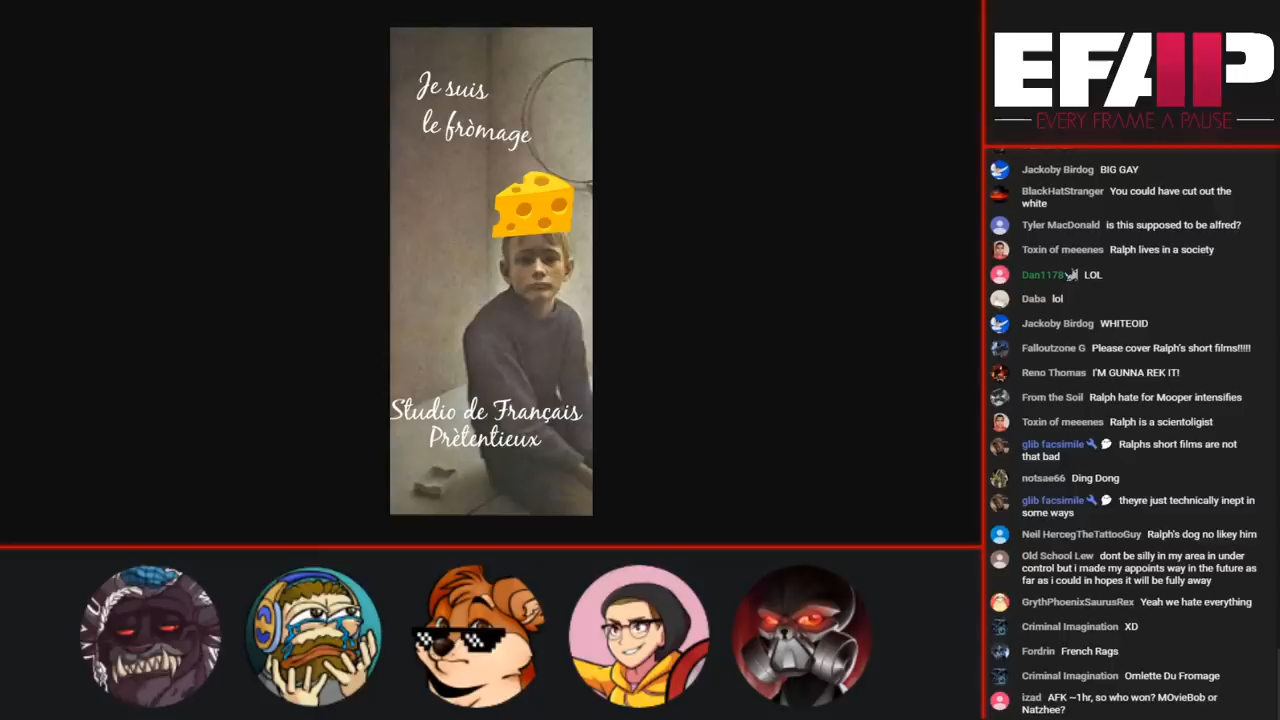 Je suis
le fròmage
Studio de Français
Prètentieux
EFAP
EVERY FRAME A PAUSE
Jackoby Birdog BIG GAY
BlackHatStranger You could have cut out the
white
Tyler MacDonald is this supposed to be alfred?
Toxin of meeenes Ralph lives in a society
Dan1178 LOL
Daba lol
Jackoby Birdog WHITEOID
Falloutzone G Please cover Ralph's short films!!!!!
Reno Thomas I'M GUNNA REK IT!
From the Soil Ralph hate for Mooper intensifies
Toxin of meeenes Ralph is a scientoligist
glib facsimile Ralphs short films are not
that bad
notsae66 Ding Dong
glib facsimile theyre just technically inept in
some ways
Neil HercegTheTattooGuy Ralph's dog no likey him
Old School Lew dont be silly in my area in under
control but i made my appoints way in the future as
far as i could in hopes it will be fully away
GrythPhoenixSaurusRex Yeah we hate everything
Criminal Imagination XD
Fordrin French Rags
Criminal Imagination Omlette Du Fromage
izad AFK ~1hr, so who won? MOvieBob or
Natzhee?